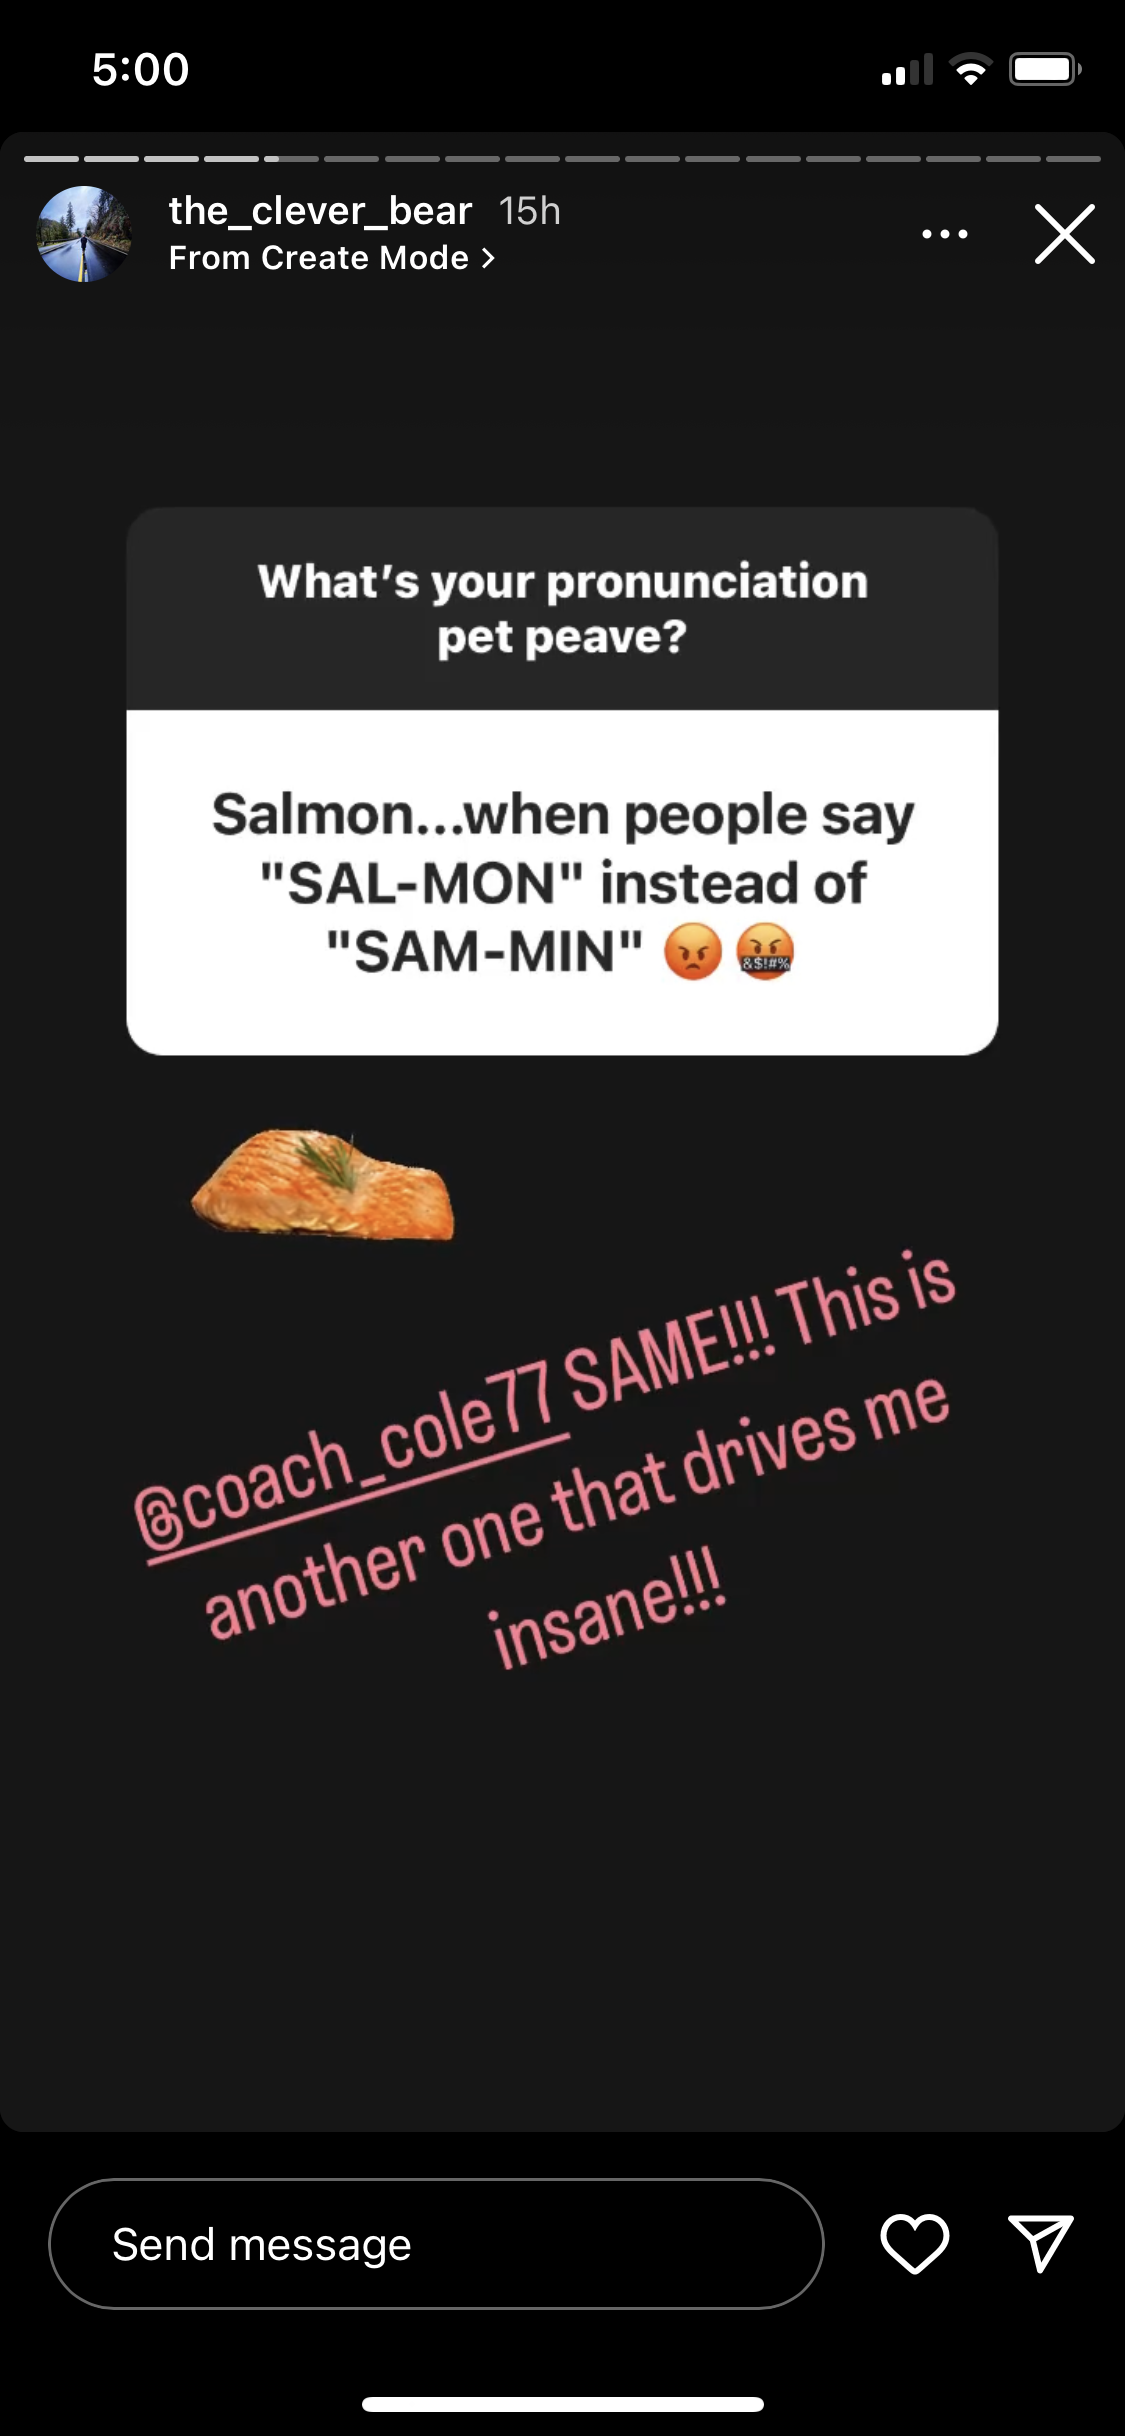 5:00
the_clever_bear 15h
From Create Mode >
What's your pronunciation
pet peave?
Salmon...when people say
"SAL-MON" instead of
"SAM-MIN" 😡 🤬
@coach_cole77 SAME!!! This is
another one that drives me
insane!!!
Send message